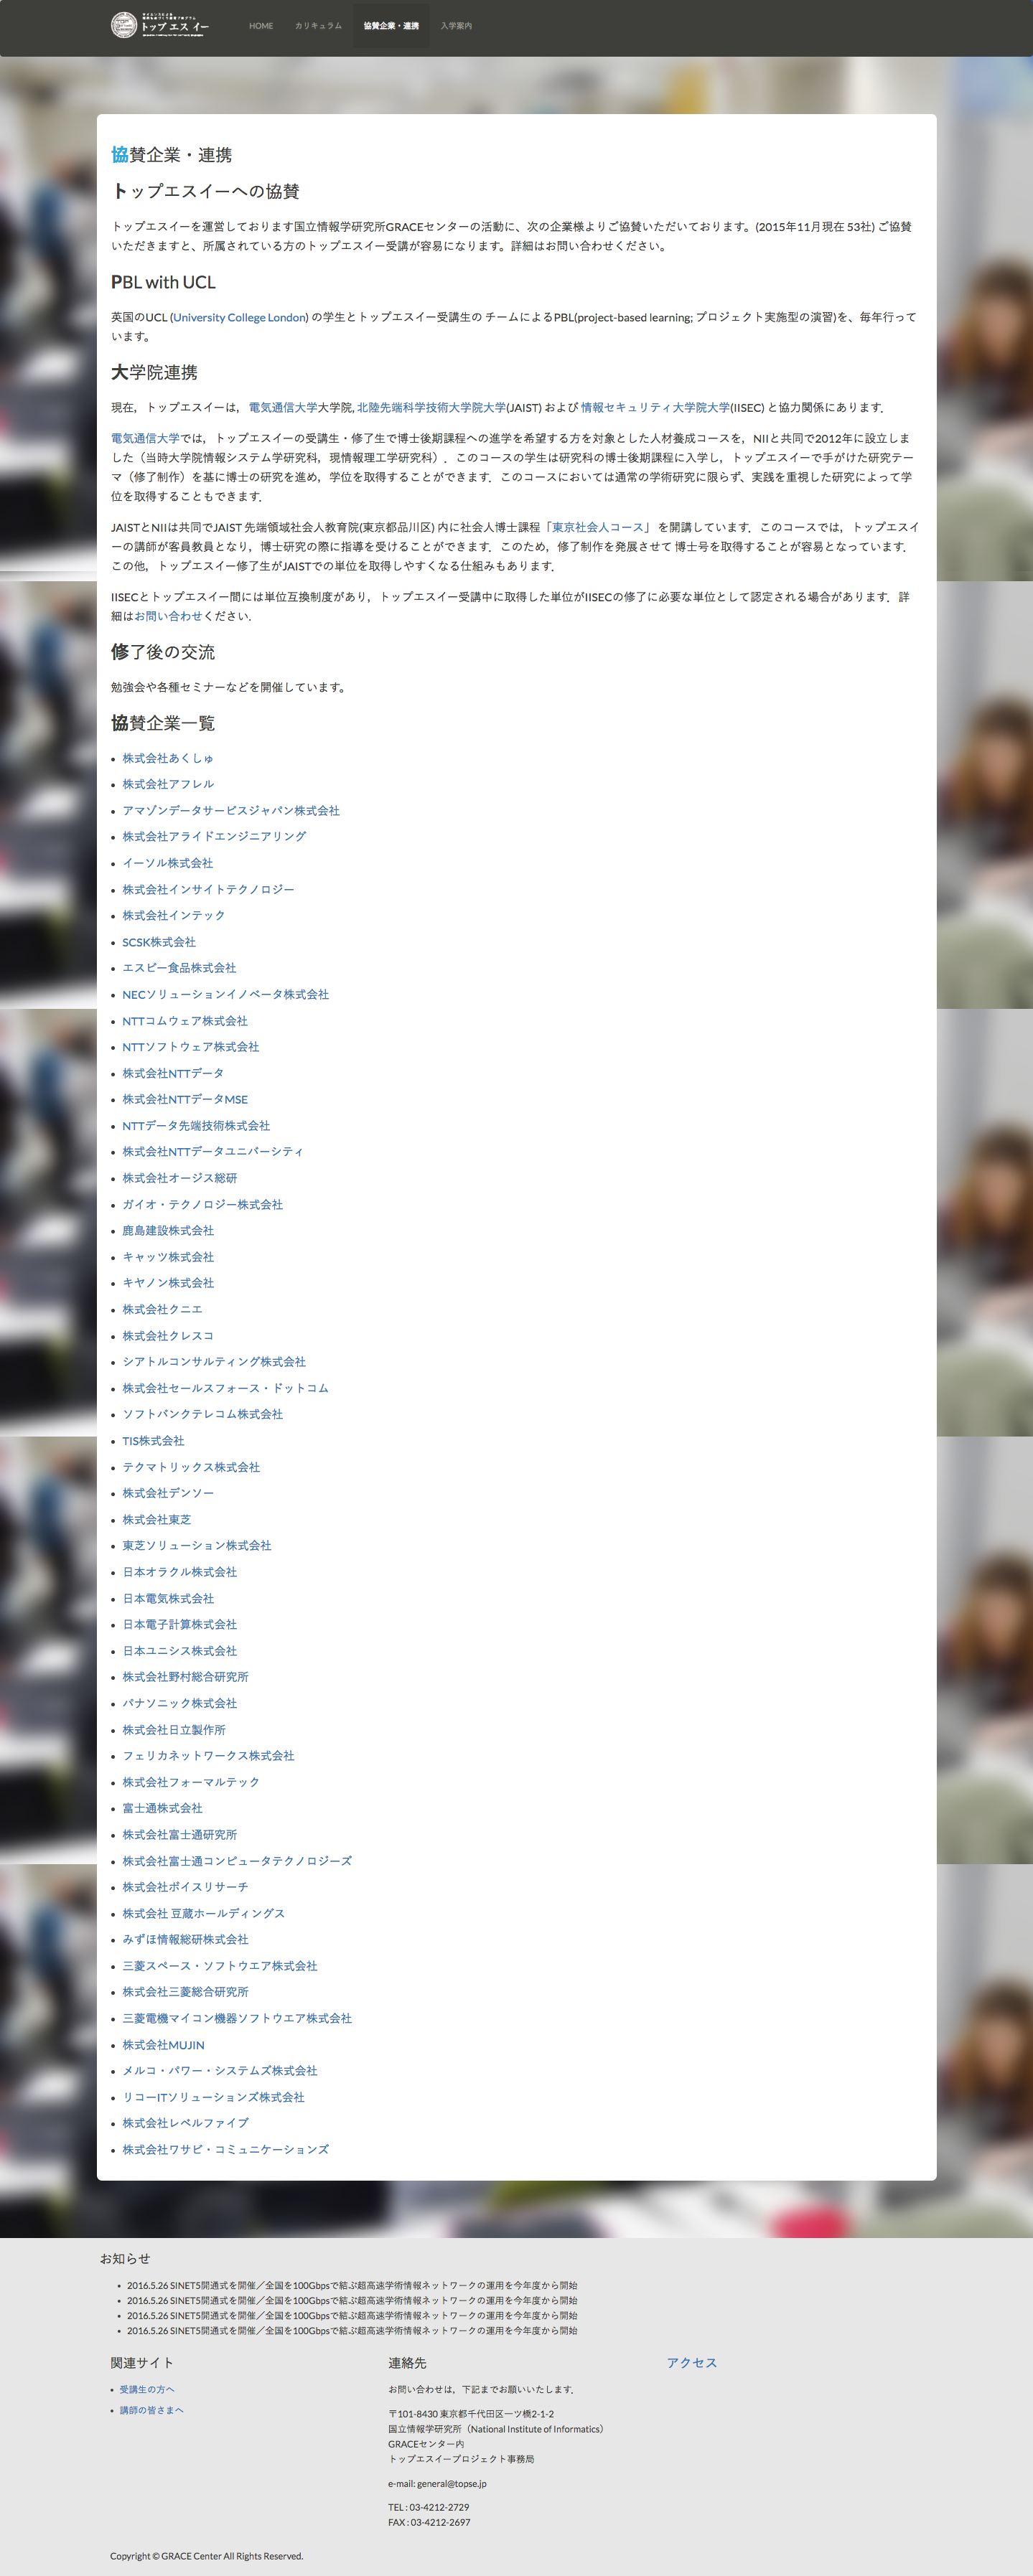 トップ エス イー
HOME
カリキュラム
協賛企業・連携
入学案内
協賛企業・連携
トップエスイーへの協賛
トップエスイーを運営しております国立情報学研究所GRACEセンターの活動に、次の企業様よりご協賛いただいております。(2015年11月現在 53社) ご協賛
いただきますと、所属されている方のトップエスイー受講が容易になります。詳細はお問い合わせください。
PBL with UCL
英国のUCL (University College London) の学生とトップエスイー受講生の チームによるPBL(project-based learning; プロジェクト実施型の演習)を、毎年行って
います。
大学院連携
現在，トップエスイーは， 電気通信大学大学院, 北陸先端科学技術大学院大学(JAIST) および 情報セキュリティ大学院大学(IISEC) と協力関係にあります．
電気通信大学では，トップエスイーの受講生・修了生で博士後期課程への進学を希望する方を対象とした人材養成コースを，NIIと共同で2012年に設立しまし
た（当時大学院情報システム学研究科，現情報理工学研究科）．このコースの学生は研究科の博士後期課程に入学し，トップエスイーで手がけた研究テー
マ（修了制作）を基に博士の研究を進め，学位を取得することができます．このコースにおいては通常の学術研究に限らず、実践を重視した研究によって学
位を取得することもできます．
JAISTとNIIは共同でJAIST 先端領域社会人教育院(東京都品川区) 内に社会人博士課程「東京社会人コース」 を開講しています．このコースでは，トップエスイ
ーの講師が客員教員となり，博士研究の際に指導を受けることができます．このため，修了制作を発展させて 博士号を取得することが容易となっています．
この他，トップエスイー修了生がJAISTでの単位を取得しやすくなる仕組みもあります．
IISECとトップエスイー間には単位互換制度があり，トップエスイー受講中に取得した単位がIISECの修了に必要な単位として認定される場合があります．詳
細はお問い合わせください.
修了後の交流
勉強会や各種セミナーなどを開催しています。
協賛企業一覧
株式会社あくしゅ
株式会社アフレル
アマゾンデータサービスジャパン株式会社
株式会社アライドエンジニアリング
イーソル株式会社
株式会社インサイトテクノロジー
株式会社インテック
SCSK株式会社
エスビー食品株式会社
NECソリューションイノベータ株式会社
NTTコムウェア株式会社
NTTソフトウェア株式会社
株式会社NTTデータ
株式会社NTTデータMSE
NTTデータ先端技術株式会社
株式会社NTTデータユニバーシティ
株式会社オージス総研
ガイオ・テクノロジー株式会社
鹿島建設株式会社
キャッツ株式会社
キヤノン株式会社
株式会社クニエ
株式会社クレスコ
シアトルコンサルティング株式会社
株式会社セールスフォース・ドットコム
ソフトバンクテレコム株式会社
TIS株式会社
テクマトリックス株式会社
株式会社デンソー
株式会社東芝
東芝ソリューション株式会社
日本オラクル株式会社
日本電気株式会社
日本電子計算株式会社
日本ユニシス株式会社
株式会社野村総合研究所
パナソニック株式会社
株式会社日立製作所
フェリカネットワークス株式会社
株式会社フォーマルテック
富士通株式会社
株式会社富士通研究所
株式会社富士通コンピュータテクノロジーズ
株式会社ボイスリサーチ
株式会社 豆蔵ホールディングス
みずほ情報総研株式会社
三菱スペース・ソフトウエア株式会社
株式会社三菱総合研究所
三菱電機マイコン機器ソフトウエア株式会社
株式会社MUJIN
メルコ・パワー・システムズ株式会社
リコーITソリューションズ株式会社
株式会社レベルファイブ
株式会社ワサビ・コミュニケーションズ
お知らせ
2016.5.26 SINET5開通式を開催／全国を100Gbpsで結ぶ超高速学術情報ネットワークの運用を今年度から開始
2016.5.26 SINET5開通式を開催／全国を100Gbpsで結ぶ超高速学術情報ネットワークの運用を今年度から開始
2016.5.26 SINET5開通式を開催／全国を100Gbpsで結ぶ超高速学術情報ネットワークの運用を今年度から開始
2016.5.26 SINET5開通式を開催／全国を100Gbpsで結ぶ超高速学術情報ネットワークの運用を今年度から開始
関連サイト
受講生の方へ
講師の皆さまへ
連絡先
お問い合わせは，下記までお願いいたします．
〒101-8430 東京都千代田区一ツ橋2-1-2
国立情報学研究所（National Institute of Informatics）
GRACEセンター内
トップエスイープロジェクト事務局
e-mail: general@topse.jp
TEL : 03-4212-2729
FAX : 03-4212-2697
アクセス
Copyright © GRACE Center All Rights Reserved.